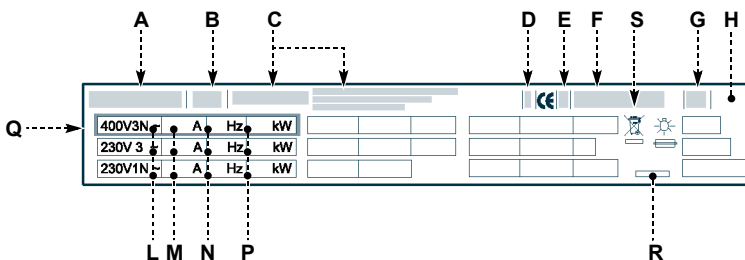 A B C D E F S G H
CE
Q
400V3N~ A Hz kW
230V 3 ~ A Hz kW
230V1N~ A Hz kW
L M N P R